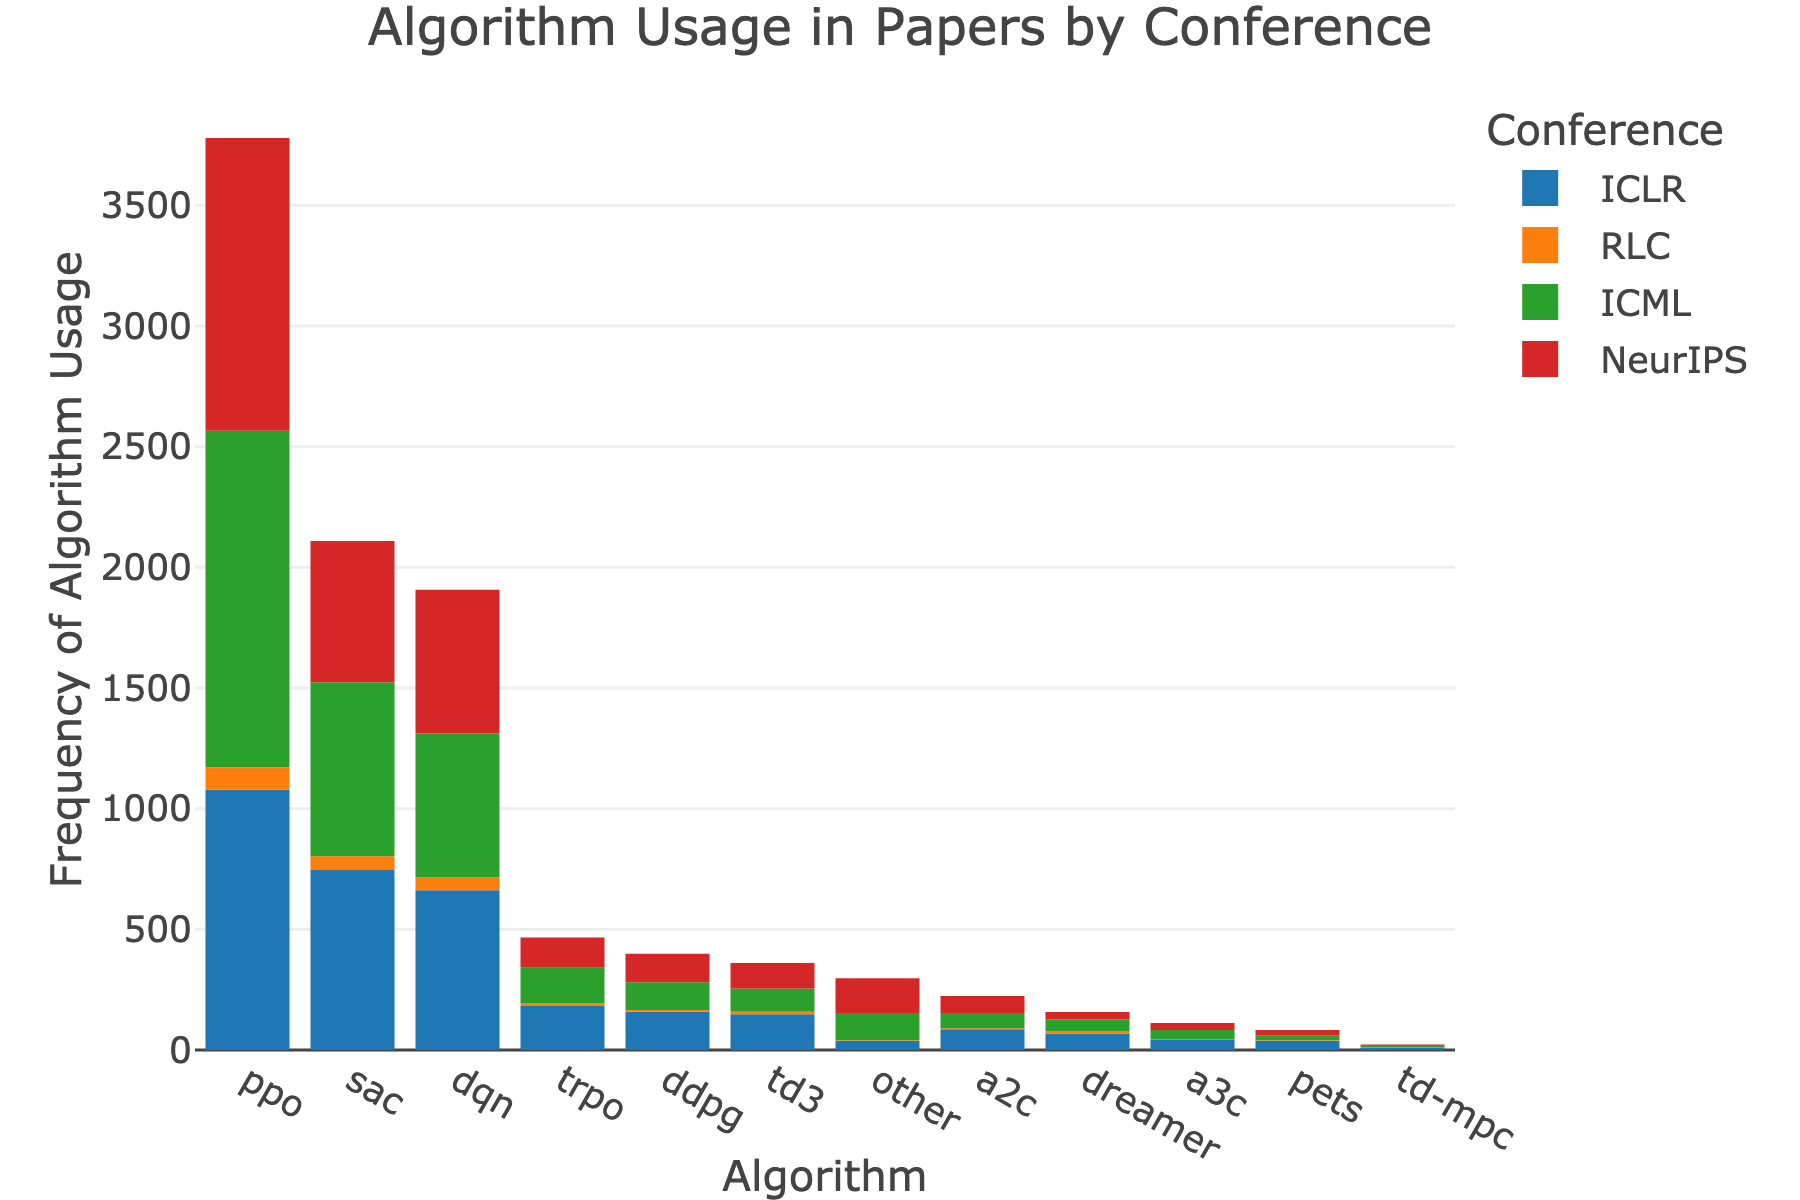 Algorithm Usage in Papers by Conference
Conference
ICLR
RLC
ICML
NeurIPS
Frequency of Algorithm Usage
3500
3000
2500
2000
1500
1000
500
0
ppo
sac
dqn
trpo
ddpg
td3
other
a2c
dreamer
a3c
pets
td-mpc
Algorithm